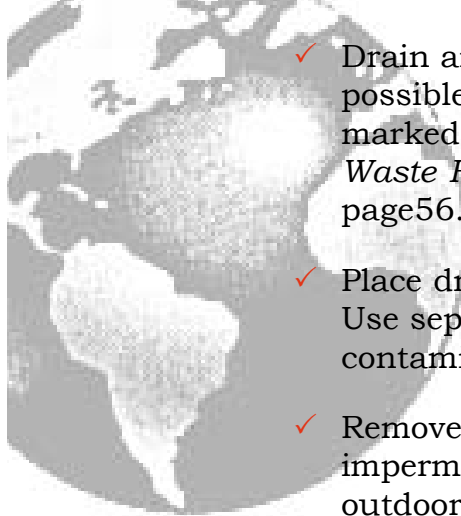 ✓ Drain
possible
marked
Waste
page56.
✓ Place dr
Use sep
contami
✓ Remove
imperm
outdoor